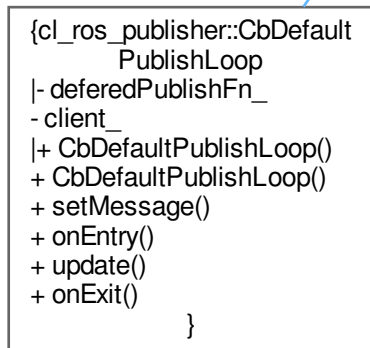 {cl_ros_publisher::CbDefault
PublishLoop
|- deferedPublishFn_
- client_
|+ CbDefaultPublishLoop()
+ CbDefaultPublishLoop()
+ setMessage()
+ onEntry()
+ update()
+ onExit()
}